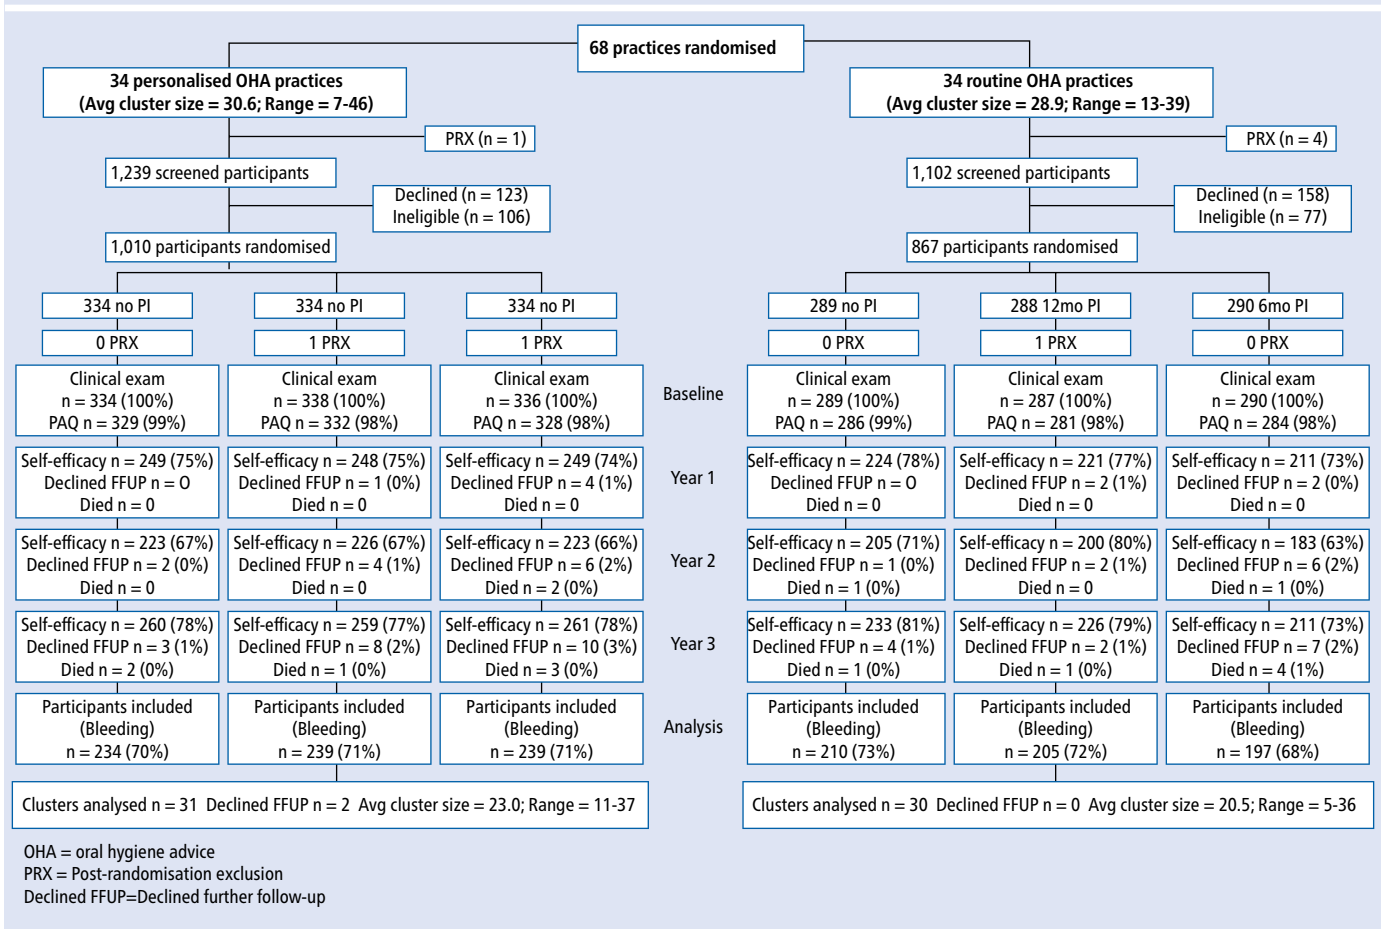 68 practices randomised
34 personalised OHA practices
(Avg cluster size = 30.6; Range = 7-46)
34 routine OHA practices
(Avg cluster size = 28.9; Range = 13-39)
PRX (n = 1)
PRX (n = 4)
1,239 screened participants
1,102 screened participants
Declined (n = 123)
Ineligible (n = 106)
Declined (n = 158)
Ineligible (n = 77)
1,010 participants randomised
867 participants randomised
334 no PI
334 no PI
334 no PI
289 no PI
288 12mo PI
290 6mo PI
0 PRX
1 PRX
1 PRX
0 PRX
1 PRX
0 PRX
Clinical exam
n = 334 (100%)
PAQ n = 329 (99%)
Clinical exam
n = 338 (100%)
PAQ n = 332 (98%)
Clinical exam
n = 336 (100%)
PAQ n = 328 (98%)
Baseline
Clinical exam
n = 289 (100%)
PAQ n = 286 (99%)
Clinical exam
n = 287 (100%)
PAQ n = 281 (98%)
Clinical exam
n = 290 (100%)
PAQ n = 284 (98%)
Self-efficacy n = 249 (75%)
Declined FFUP n = O
Died n = 0
Self-efficacy n = 248 (75%)
Declined FFUP n = 1 (0%)
Died n = 0
Self-efficacy n = 249 (74%)
Declined FFUP n = 4 (1%)
Died n = 0
Year 1
Self-efficacy n = 224 (78%)
Declined FFUP n = O
Died n = 0
Self-efficacy n = 221 (77%)
Declined FFUP n = 2 (1%)
Died n = 0
Self-efficacy n = 211 (73%)
Declined FFUP n = 2 (0%)
Died n = 0
Self-efficacy n = 223 (67%)
Declined FFUP n = 2 (0%)
Died n = 0
Self-efficacy n = 226 (67%)
Declined FFUP n = 4 (1%)
Died n = 0
Self-efficacy n = 223 (66%)
Declined FFUP n = 6 (2%)
Died n = 2 (0%)
Year 2
Self-efficacy n = 205 (71%)
Declined FFUP n = 1 (0%)
Died n = 1 (0%)
Self-efficacy n = 200 (80%)
Declined FFUP n = 2 (1%)
Died n = 0
Self-efficacy n = 183 (63%)
Declined FFUP n = 6 (2%)
Died n = 1 (0%)
Self-efficacy n = 260 (78%)
Declined FFUP n = 3 (1%)
Died n = 2 (0%)
Self-efficacy n = 259 (77%)
Declined FFUP n = 8 (2%)
Died n = 1 (0%)
Self-efficacy n = 261 (78%)
Declined FFUP n = 10 (3%)
Died n = 3 (0%)
Year 3
Self-efficacy n = 233 (81%)
Declined FFUP n = 4 (1%)
Died n = 1 (0%)
Self-efficacy n = 226 (79%)
Declined FFUP n = 2 (1%)
Died n = 1 (0%)
Self-efficacy n = 211 (73%)
Declined FFUP n = 7 (2%)
Died n = 4 (1%)
Participants included
(Bleeding)
n = 234 (70%)
Participants included
(Bleeding)
n = 239 (71%)
Participants included
(Bleeding)
n = 239 (71%)
Analysis
Participants included
(Bleeding)
n = 210 (73%)
Participants included
(Bleeding)
n = 205 (72%)
Participants included
(Bleeding)
n = 197 (68%)
Clusters analysed n = 31 Declined FFUP n = 2 Avg cluster size = 23.0; Range = 11-37
Clusters analysed n = 30 Declined FFUP n = 0 Avg cluster size = 20.5; Range = 5-36
OHA = oral hygiene advice
PRX = Post-randomisation exclusion
Declined FFUP=Declined further follow-up